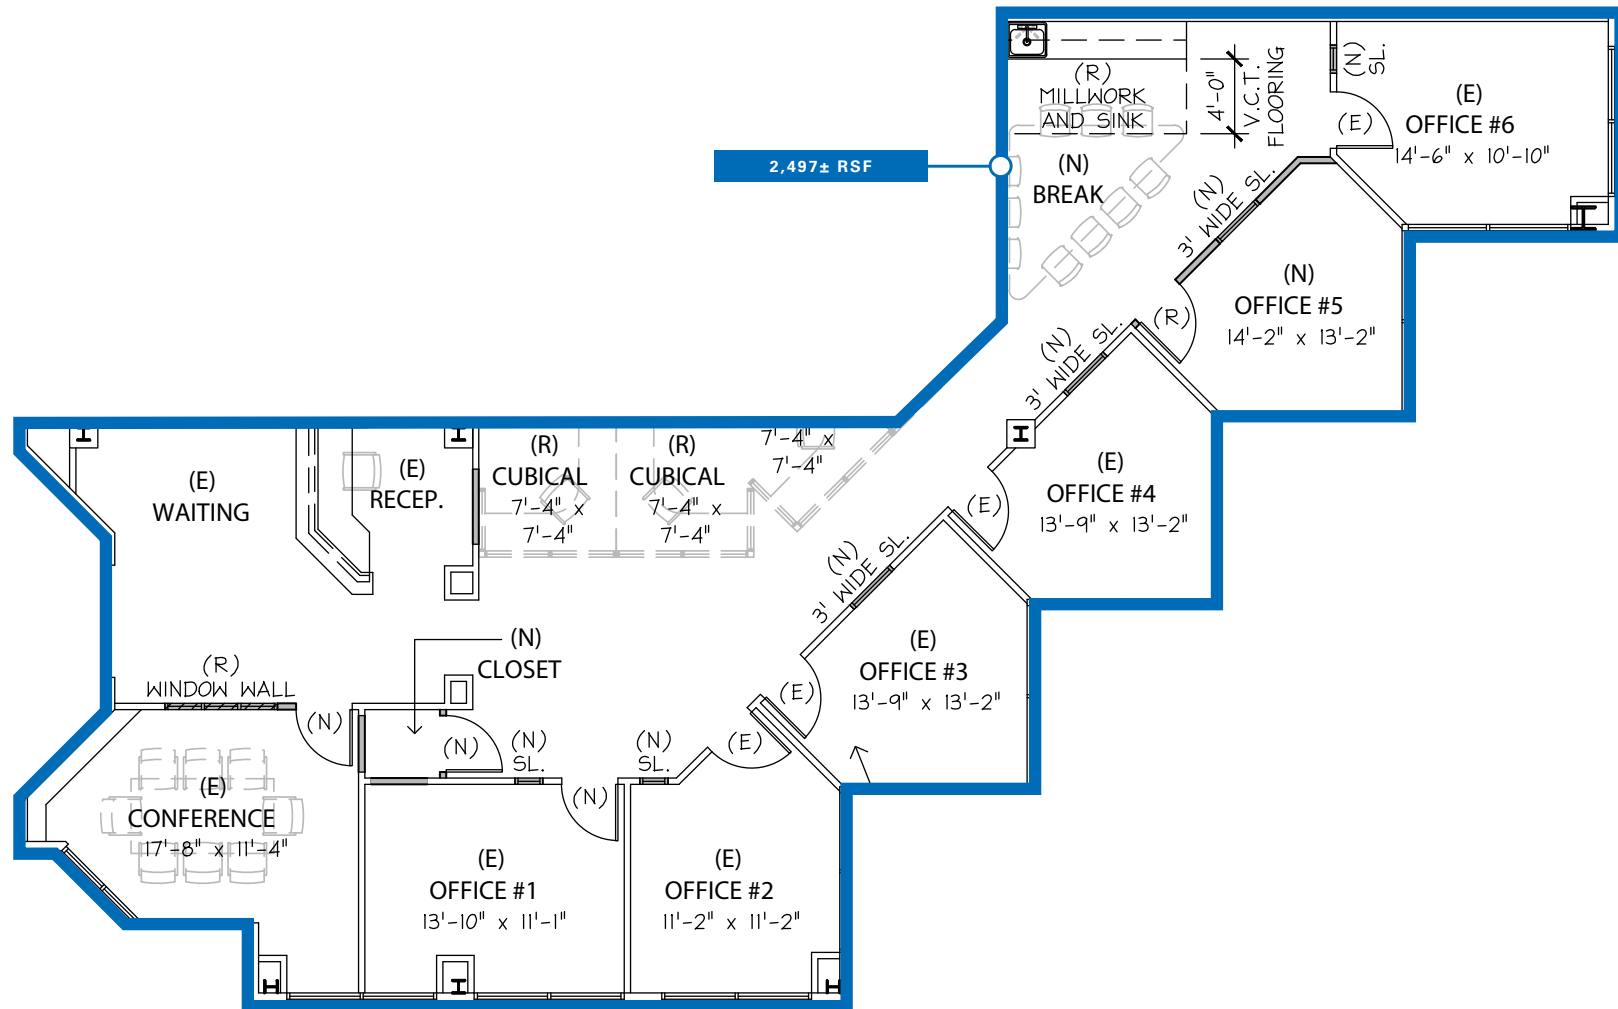 (R)
MILLWORK
AND SINK
4'-0"
V.C.T.
FLOORING
(N)
SL.
(E)
(E)
OFFICE #6
14'-6" x 10'-10"
2,497± RSF
(N)
BREAK
(N)
3' WIDE SL.
(N)
OFFICE #5
14'-2" x 13'-2"
(R)
(N)
3' WIDE SL.
(E)
OFFICE #4
13'-9" x 13'-2"
(E)
(E)
WAITING
(E)
RECEP.
(R)
CUBICAL
7'-4" x
7'-4"
(R)
CUBICAL
7'-4" x
7'-4"
7'-4" x
7'-4"
(N)
3' WIDE SL.
(E)
OFFICE #3
13'-9" x 13'-2"
(E)
(N)
CLOSET
(R)
WINDOW WALL
(N)
(N)
(N)
SL.
(N)
SL.
(E)
(N)
(E)
CONFERENCE
17'-8" x 11'-4"
(E)
OFFICE #1
13'-10" x 11'-1"
(E)
OFFICE #2
11'-2" x 11'-2"